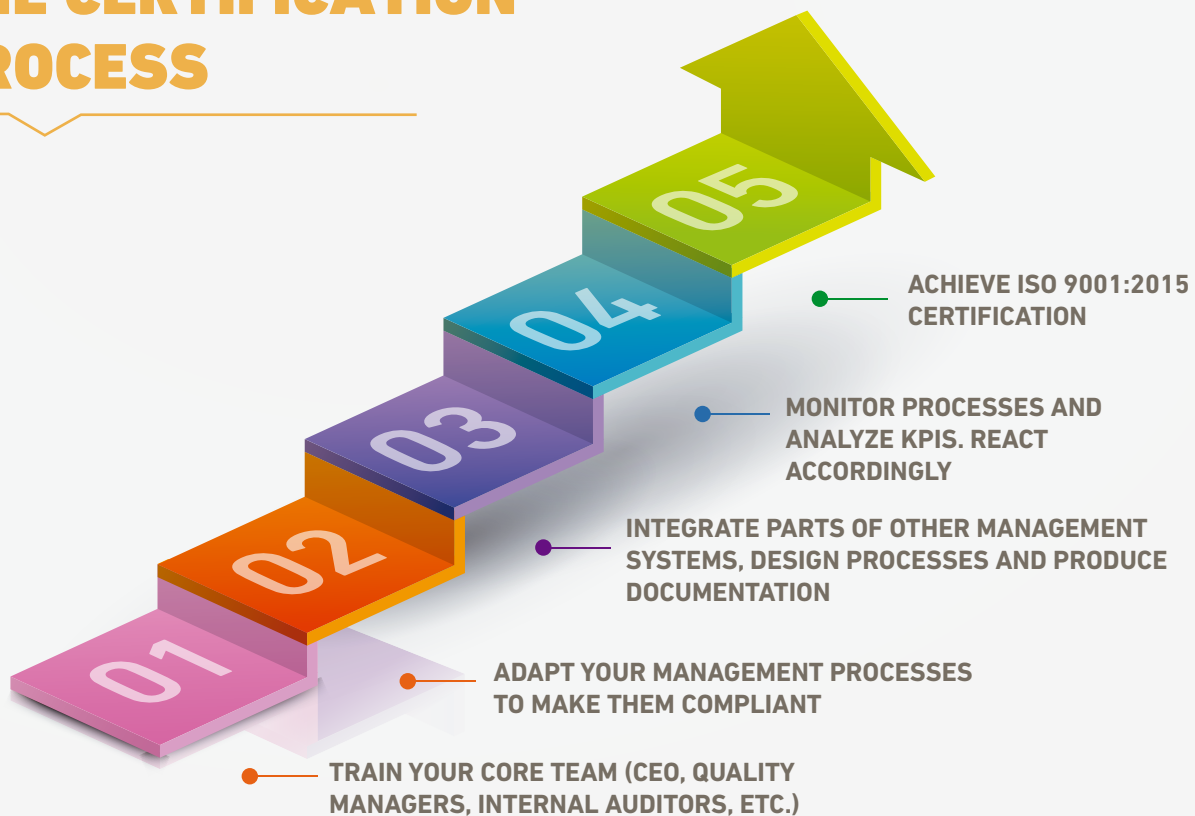 CERTIFICATION
ROCESS
05
04
03
02
01
ACHIEVE ISO 9001:2015
CERTIFICATION
MONITOR PROCESSES AND
ANALYZE KPIS. REACT
ACCORDINGLY
INTEGRATE PARTS OF OTHER MANAGEMENT
SYSTEMS, DESIGN PROCESSES AND PRODUCE
DOCUMENTATION
ADAPT YOUR MANAGEMENT PROCESSES
TO MAKE THEM COMPLIANT
TRAIN YOUR CORE TEAM (CEO, QUALITY
MANAGERS, INTERNAL AUDITORS, ETC.)